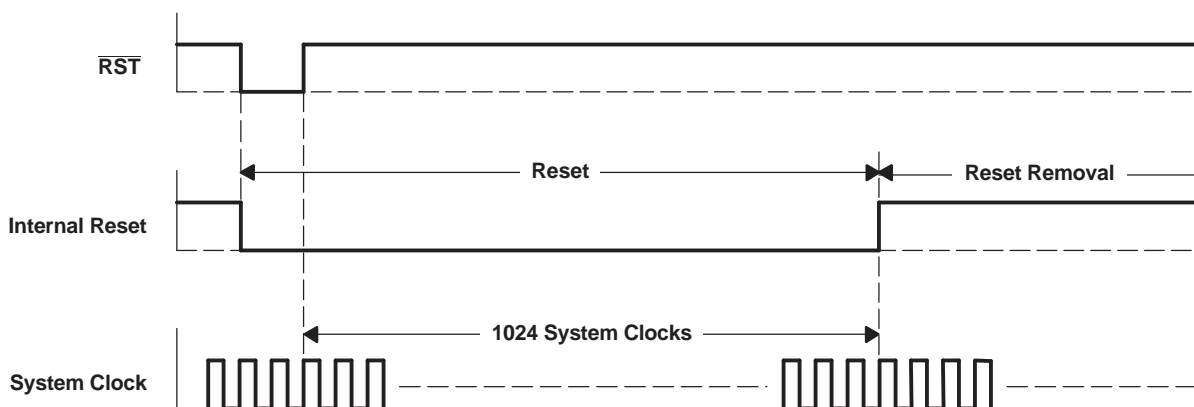 RST
Reset
Reset Removal
Internal Reset
1024 System Clocks
System Clock